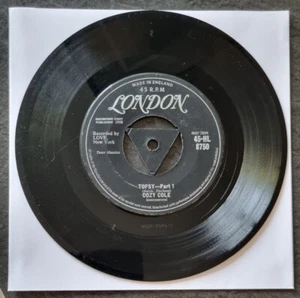 MADE IN ENGLAND
45 R.P.M.
LONDON
Recorded by
LOVE,
New York
45-HL
8750
TOPSY—Part 1
COZY COLE